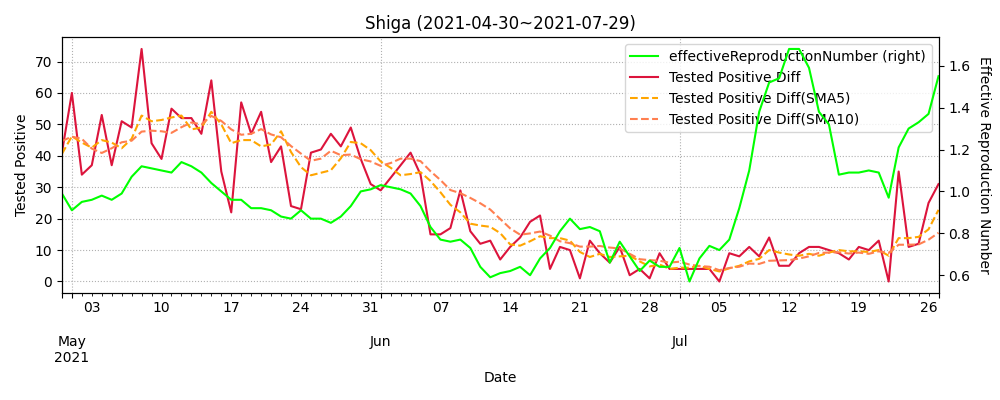 Shiga (2021-04-30~2021-07-29)
effectiveReproductionNumber (right)
Tested Positive Diff
Tested Positive Diff(SMA5)
Tested Positive Diff(SMA10)
Tested Positive
70
60
50
40
30
20
10
0
Effective Reproduction Number
1.6
1.4
1.2
1.0
0.8
0.6
03 10 17 24 31 07 14 21 28 05 12 19 26
May Jun Jul
2021
Date